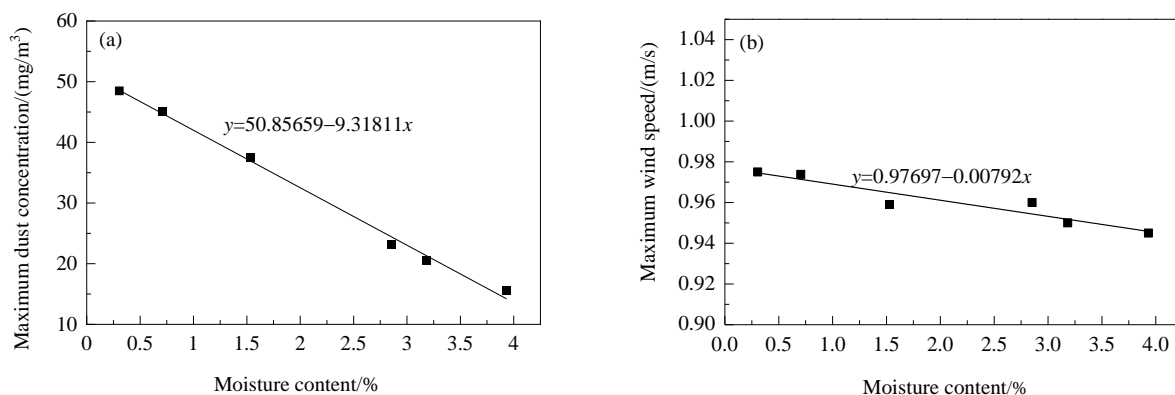 (a)
Maximum dust concentration/(mg/m³)
60
50
40
30
20
10
y=50.85659−9.31811x
0 0.5 1 1.5 2 2.5 3 3.5 4
Moisture content/%
(b)
Maximum wind speed/(m/s)
1.04
1.02
1.00
0.98
0.96
0.94
0.92
0.90
y=0.97697−0.00792x
0 0.5 1.0 1.5 2.0 2.5 3.0 3.5 4.0
Moisture content/%